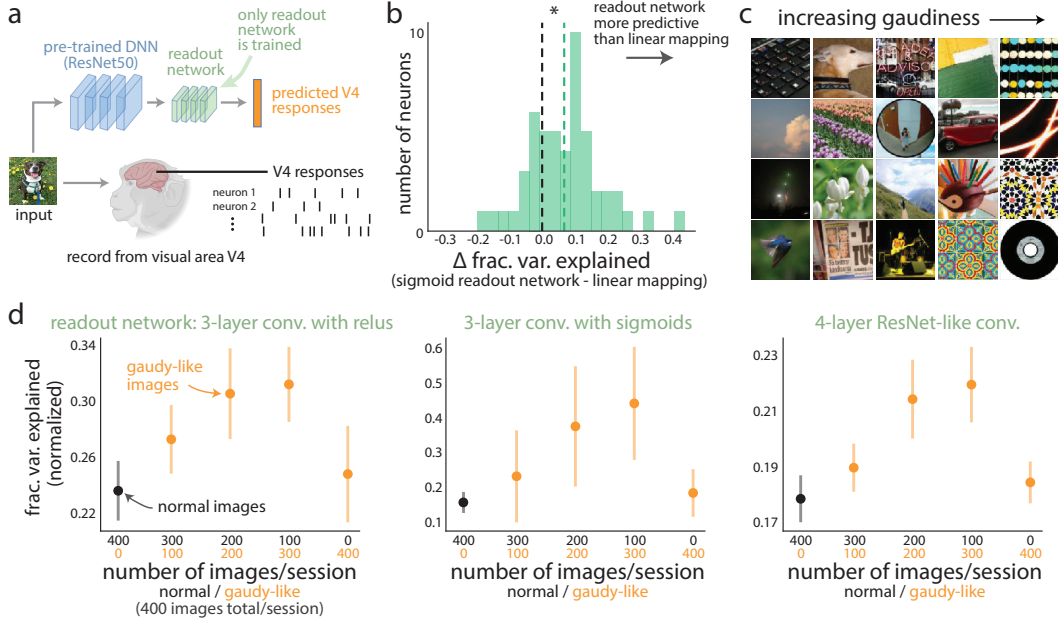 a
pre-trained DNN
(ResNet50)
only readout
network
is trained
readout
network
predicted V4
responses
input
V4 responses
neuron 1
neuron 2
record from visual area V4
b
*
readout network
more predictive
than linear mapping
number of neurons
10
5
0
-0.3
-0.2
-0.1
0.0
0.1
0.2
0.3
0.4
Δ frac. var. explained
(sigmoid readout network - linear mapping)
c
increasing gaudiness
ADVISOR
OPEN
d
readout network: 3-layer conv. with relus
frac. var. explained
(normalized)
0.34
0.30
0.26
0.22
gaudy-like
images
normal images
400 300 200 100 0
0 100 200 300 400
number of images/session
normal / gaudy-like
(400 images total/session)
3-layer conv. with sigmoids
0.6
0.5
0.4
0.3
0.2
0.1
400 300 200 100 0
0 100 200 300 400
number of images/session
normal / gaudy-like
4-layer ResNet-like conv.
0.23
0.21
0.19
0.17
400 300 200 100 0
0 100 200 300 400
number of images/session
normal / gaudy-like